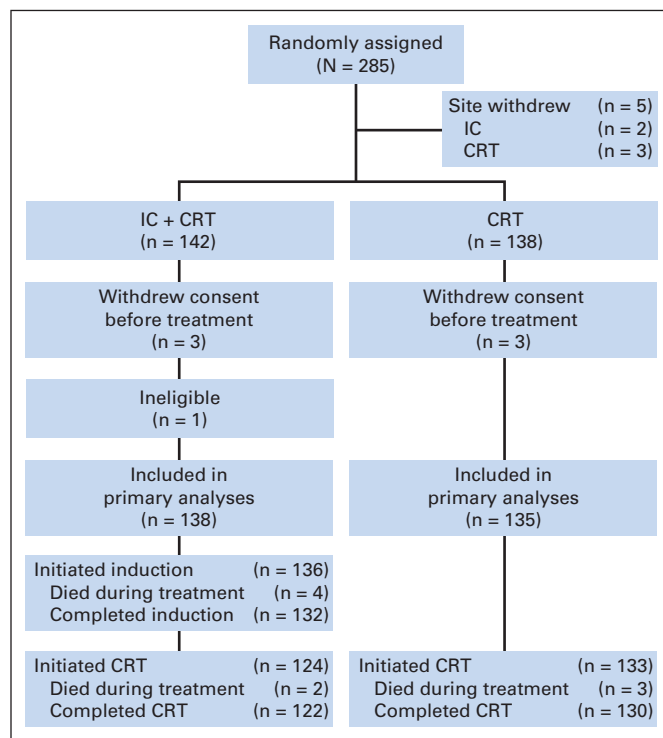 Randomly assigned
(N = 285)
Site withdrew (n = 5)
IC (n = 2)
CRT (n = 3)
IC + CRT
(n = 142)
CRT
(n = 138)
Withdrew consent
before treatment
(n = 3)
Withdrew consent
before treatment
(n = 3)
Ineligible
(n = 1)
Included in
primary analyses
(n = 138)
Included in
primary analyses
(n = 135)
Initiated induction (n = 136)
Died during treatment (n = 4)
Completed induction (n = 132)
Initiated CRT (n = 124)
Died during treatment (n = 2)
Completed CRT (n = 122)
Initiated CRT (n = 133)
Died during treatment (n = 3)
Completed CRT (n = 130)